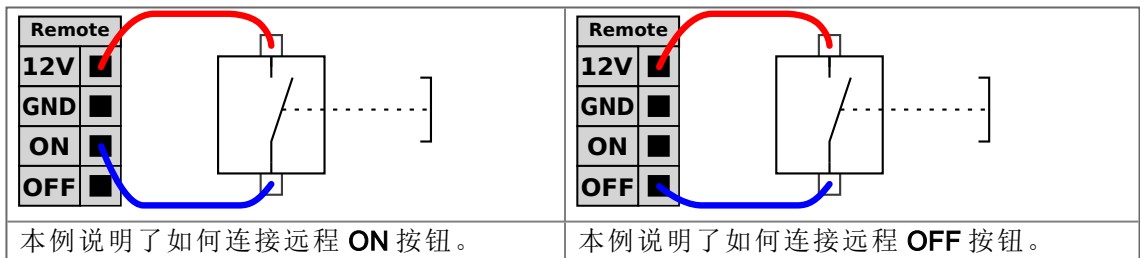 Remote
12V
GND
ON
OFF
本例说明了如何连接远程 ON 按钮。
Remote
12V
GND
ON
OFF
本例说明了如何连接远程 OFF 按钮。